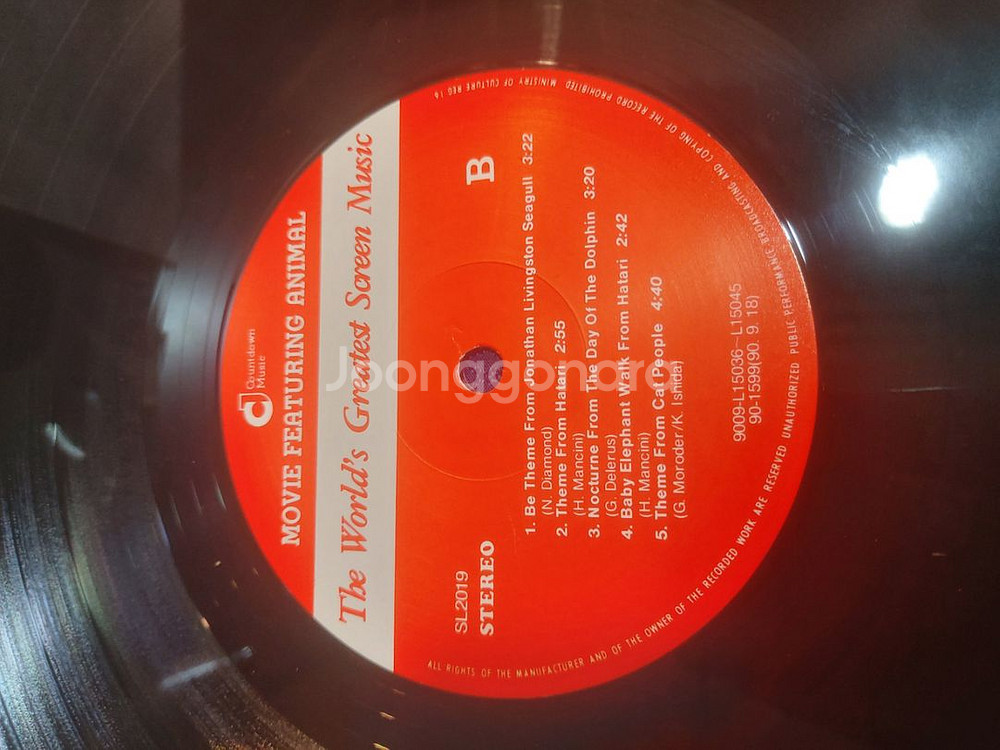 MOVIE FEATURING ANIMAL
Countdown
Music
The World's Greatest Screen Music
SL2019
STEREO
B
1. Be Theme From Jonathan Livingston Seagull 3:22
(N. Diamond)
2. Theme From Hatari 2:55
(H. Mancini)
3. Nocturne From The Day Of The Dolphin 3:20
(G. Delerus)
4. Baby Elephant Walk From Hatari 2:42
(H. Mancini)
5. Theme From Cat People 4:40
(G. Moroder/K. Ishida)
9009-L15036~L15045
90-1599(90. 9. 18)
ALL RIGHTS OF THE MANUFACTURER AND OF THE OWNER OF THE RECORDED WORK ARE RESERVED UNAUTHORIZED PUBLIC PERFORMANCE BROADCASTING AND COPYING OF THE RECORD PROHIBITED MINISTRY OF CULTURE REG 16
Joonggonara